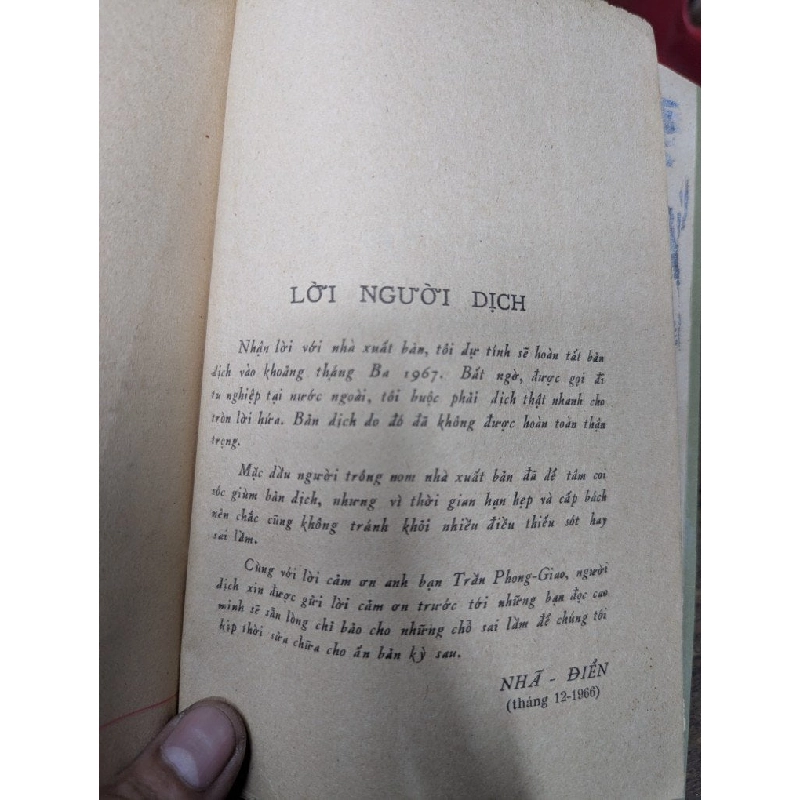 LỜI NGƯỜI DỊCH
Nhận lời với nhà xuất bản, tôi dự tính sẽ hoàn tất bản
dịch vào khoảng tháng Ba 1967. Bất ngờ, được gọi đi
tu nghiệp tại nước ngoài, tôi buộc phải dịch thật nhanh cho
tròn lời hứa. Bản dịch do đó đã không được hoàn toàn thận
trọng.
Mặc dầu người trông nom nhà xuất bản đã để tâm coi
sóc giùm bản dịch, nhưng vì thời gian hạn hẹp và cấp bách
nên chắc cũng không tránh khỏi nhiều điều thiếu sót hay
sai lầm.
Cùng với lời cảm ơn anh bạn Trần Phong-Giao, người
dịch xin được gửi lời cảm ơn trước tới những bạn đọc cao
minh sẽ sẵn lòng chỉ bảo cho những chỗ sai lầm để chúng tôi
kịp thời sửa chữa cho ấn bản kỳ sau.
NHÃ - ĐIỂN
(tháng 12-1966)